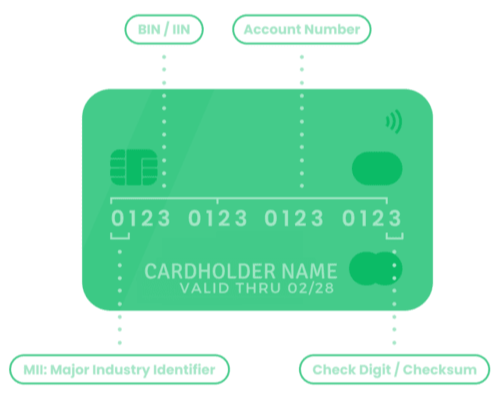 BIN / IIN
Account Number
0123 0123 0123 0123
CARDHOLDER NAME
VALID THRU 02/28
MII: Major Industry Identifier
Check Digit / Checksum